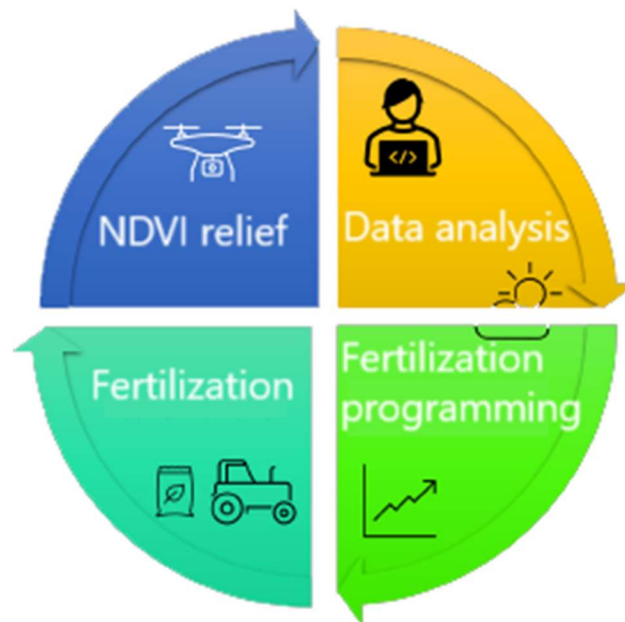 NDVI relief
Data analysis
</>
Fertilization
Fertilization
programming